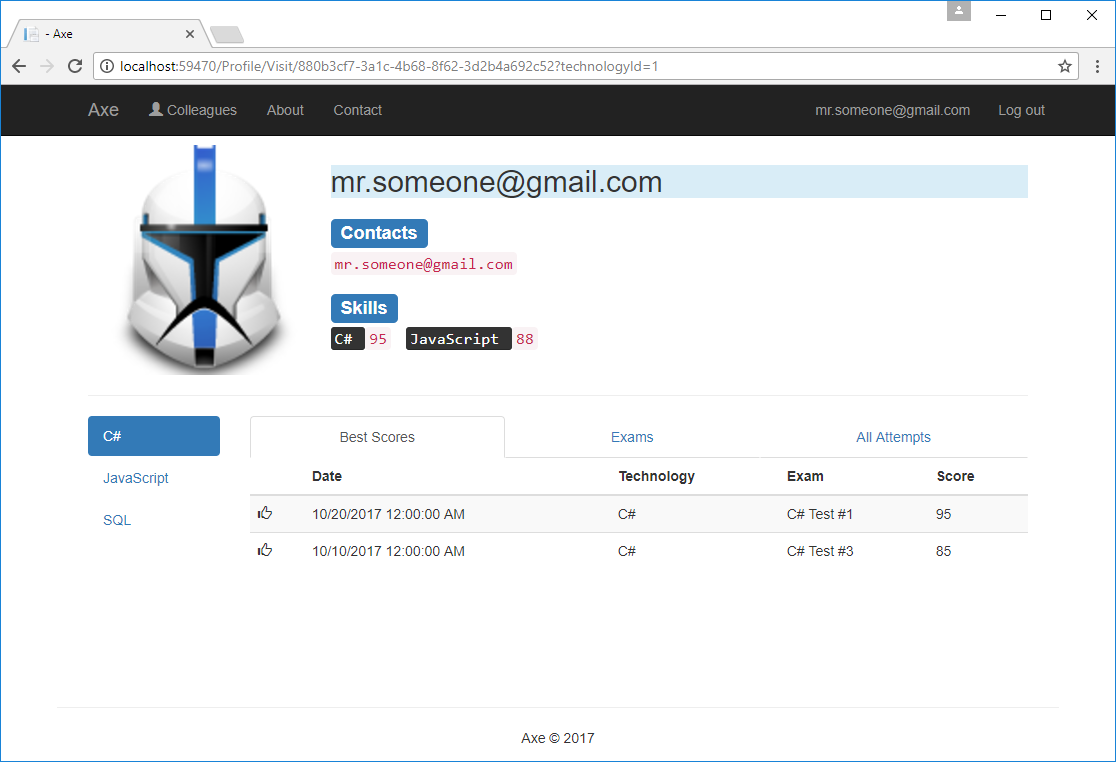 - Axe
localhost:59470/Profile/Visit/880b3cf7-3a1c-4b68-8f62-3d2b4a692c52?technologyId=1
Axe Colleagues About Contact mr.someone@gmail.com Log out
mr.someone@gmail.com
Contacts
mr.someone@gmail.com
Skills
C# 95 JavaScript 88
C#
JavaScript
SQL
Best Scores Exams All Attempts
Date Technology Exam Score
10/20/2017 12:00:00 AM C# C# Test #1 95
10/10/2017 12:00:00 AM C# C# Test #3 85
Axe © 2017